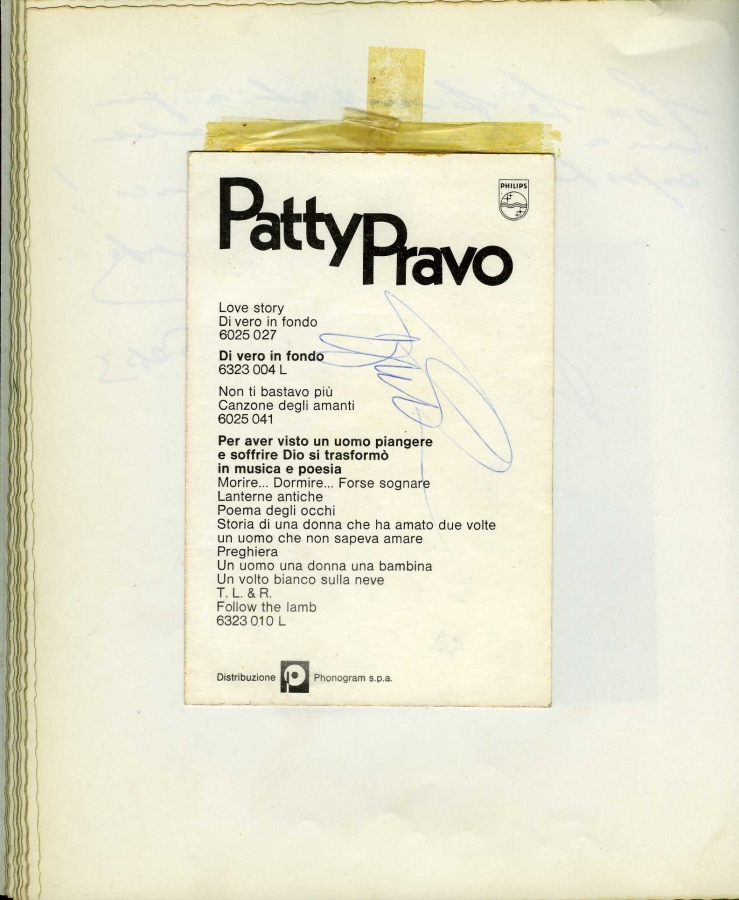 Patty Pravo
PHILIPS
Love story
Di vero in fondo
6025 027
Di vero in fondo
6323 004 L
Non ti bastavo più
Canzone degli amanti
6025 041
Per aver visto un uomo piangere
e soffrire Dio si trasformò
in musica e poesia
Morire... Dormire... Forse sognare
Lanterne antiche
Poema degli occhi
Storia di una donna che ha amato due volte
un uomo che non sapeva amare
Preghiera
Un uomo una donna una bambina
Un volto bianco sulla neve
T. L. & R.
Follow the lamb
6323 010 L
Distribuzione Phonogram s.p.a.